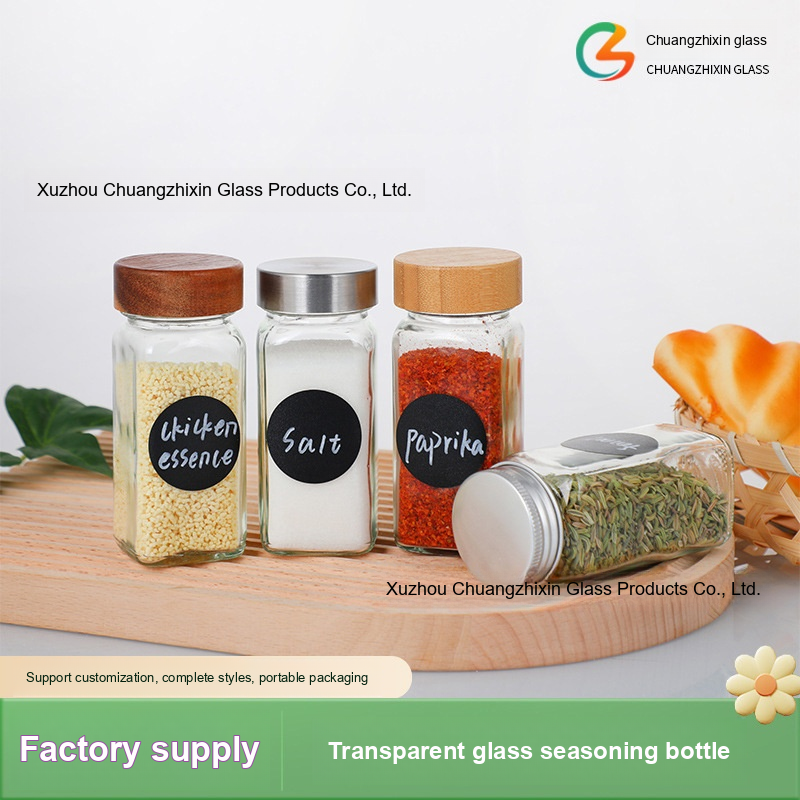 Chuangzhixin glass
CHUANGZHIXIN GLASS
Xuzhou Chuangzhixin Glass Products Co., Ltd.
chicken
essence
Salt
paprika
Xuzhou Chuangzhixin Glass Products Co., Ltd.
Support customization, complete styles, portable packaging
Factory supply
Transparent glass seasoning bottle